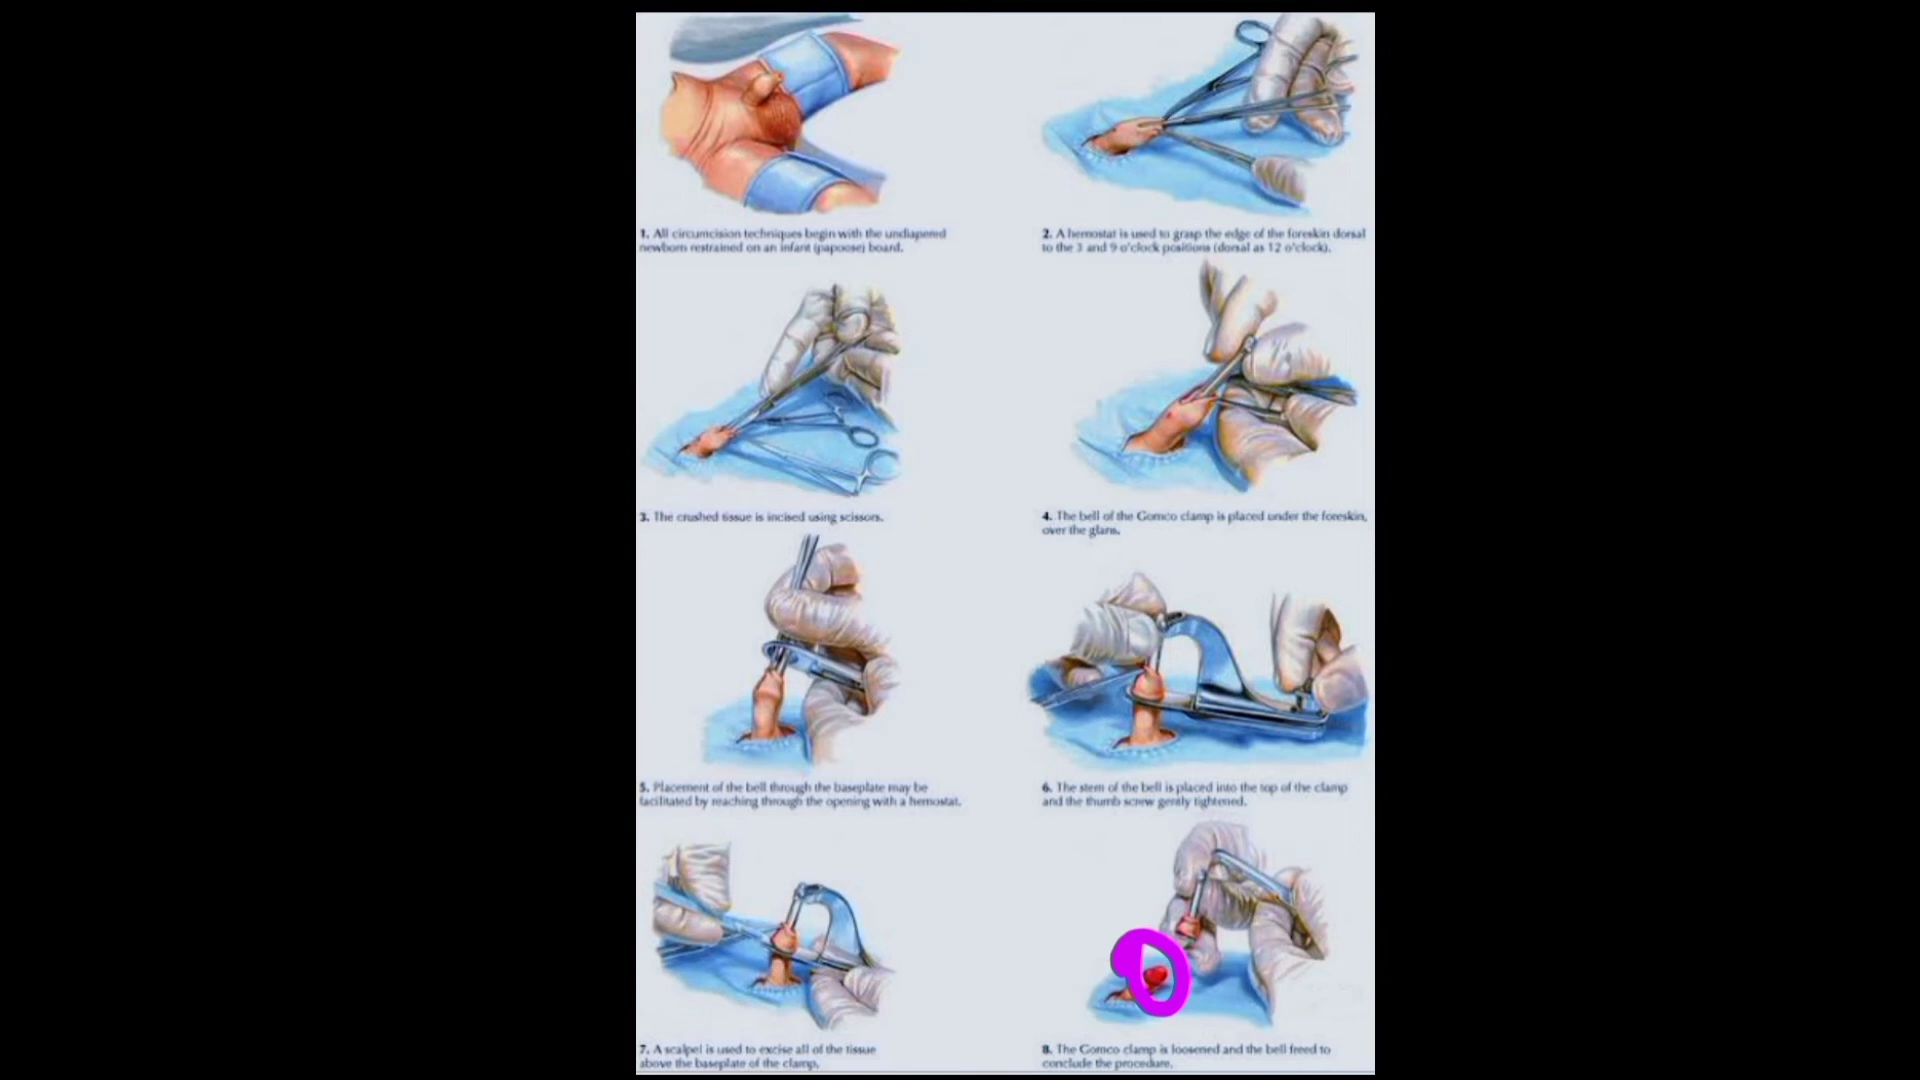 1. All circumcision techniques begin with the undiapered
newborn restrained on an infant (papoose) board.
2. A hemostat is used to grasp the edge of the foreskin dorsal
to the 3 and 9 o'clock positions (dorsal as 12 o'clock).
3. The crushed tissue is incised using scissors.
4. The bell of the Gomco clamp is placed under the foreskin,
over the glans.
5. Placement of the bell through the baseplate may be
facilitated by reaching through the opening with a hemostat.
6. The stem of the bell is placed into the top of the clamp
and the thumb screw gently tightened.
7. A scalpel is used to excise all of the tissue
above the baseplate of the clamp.
8. The Gomco clamp is loosened and the bell freed to
conclude the procedure.